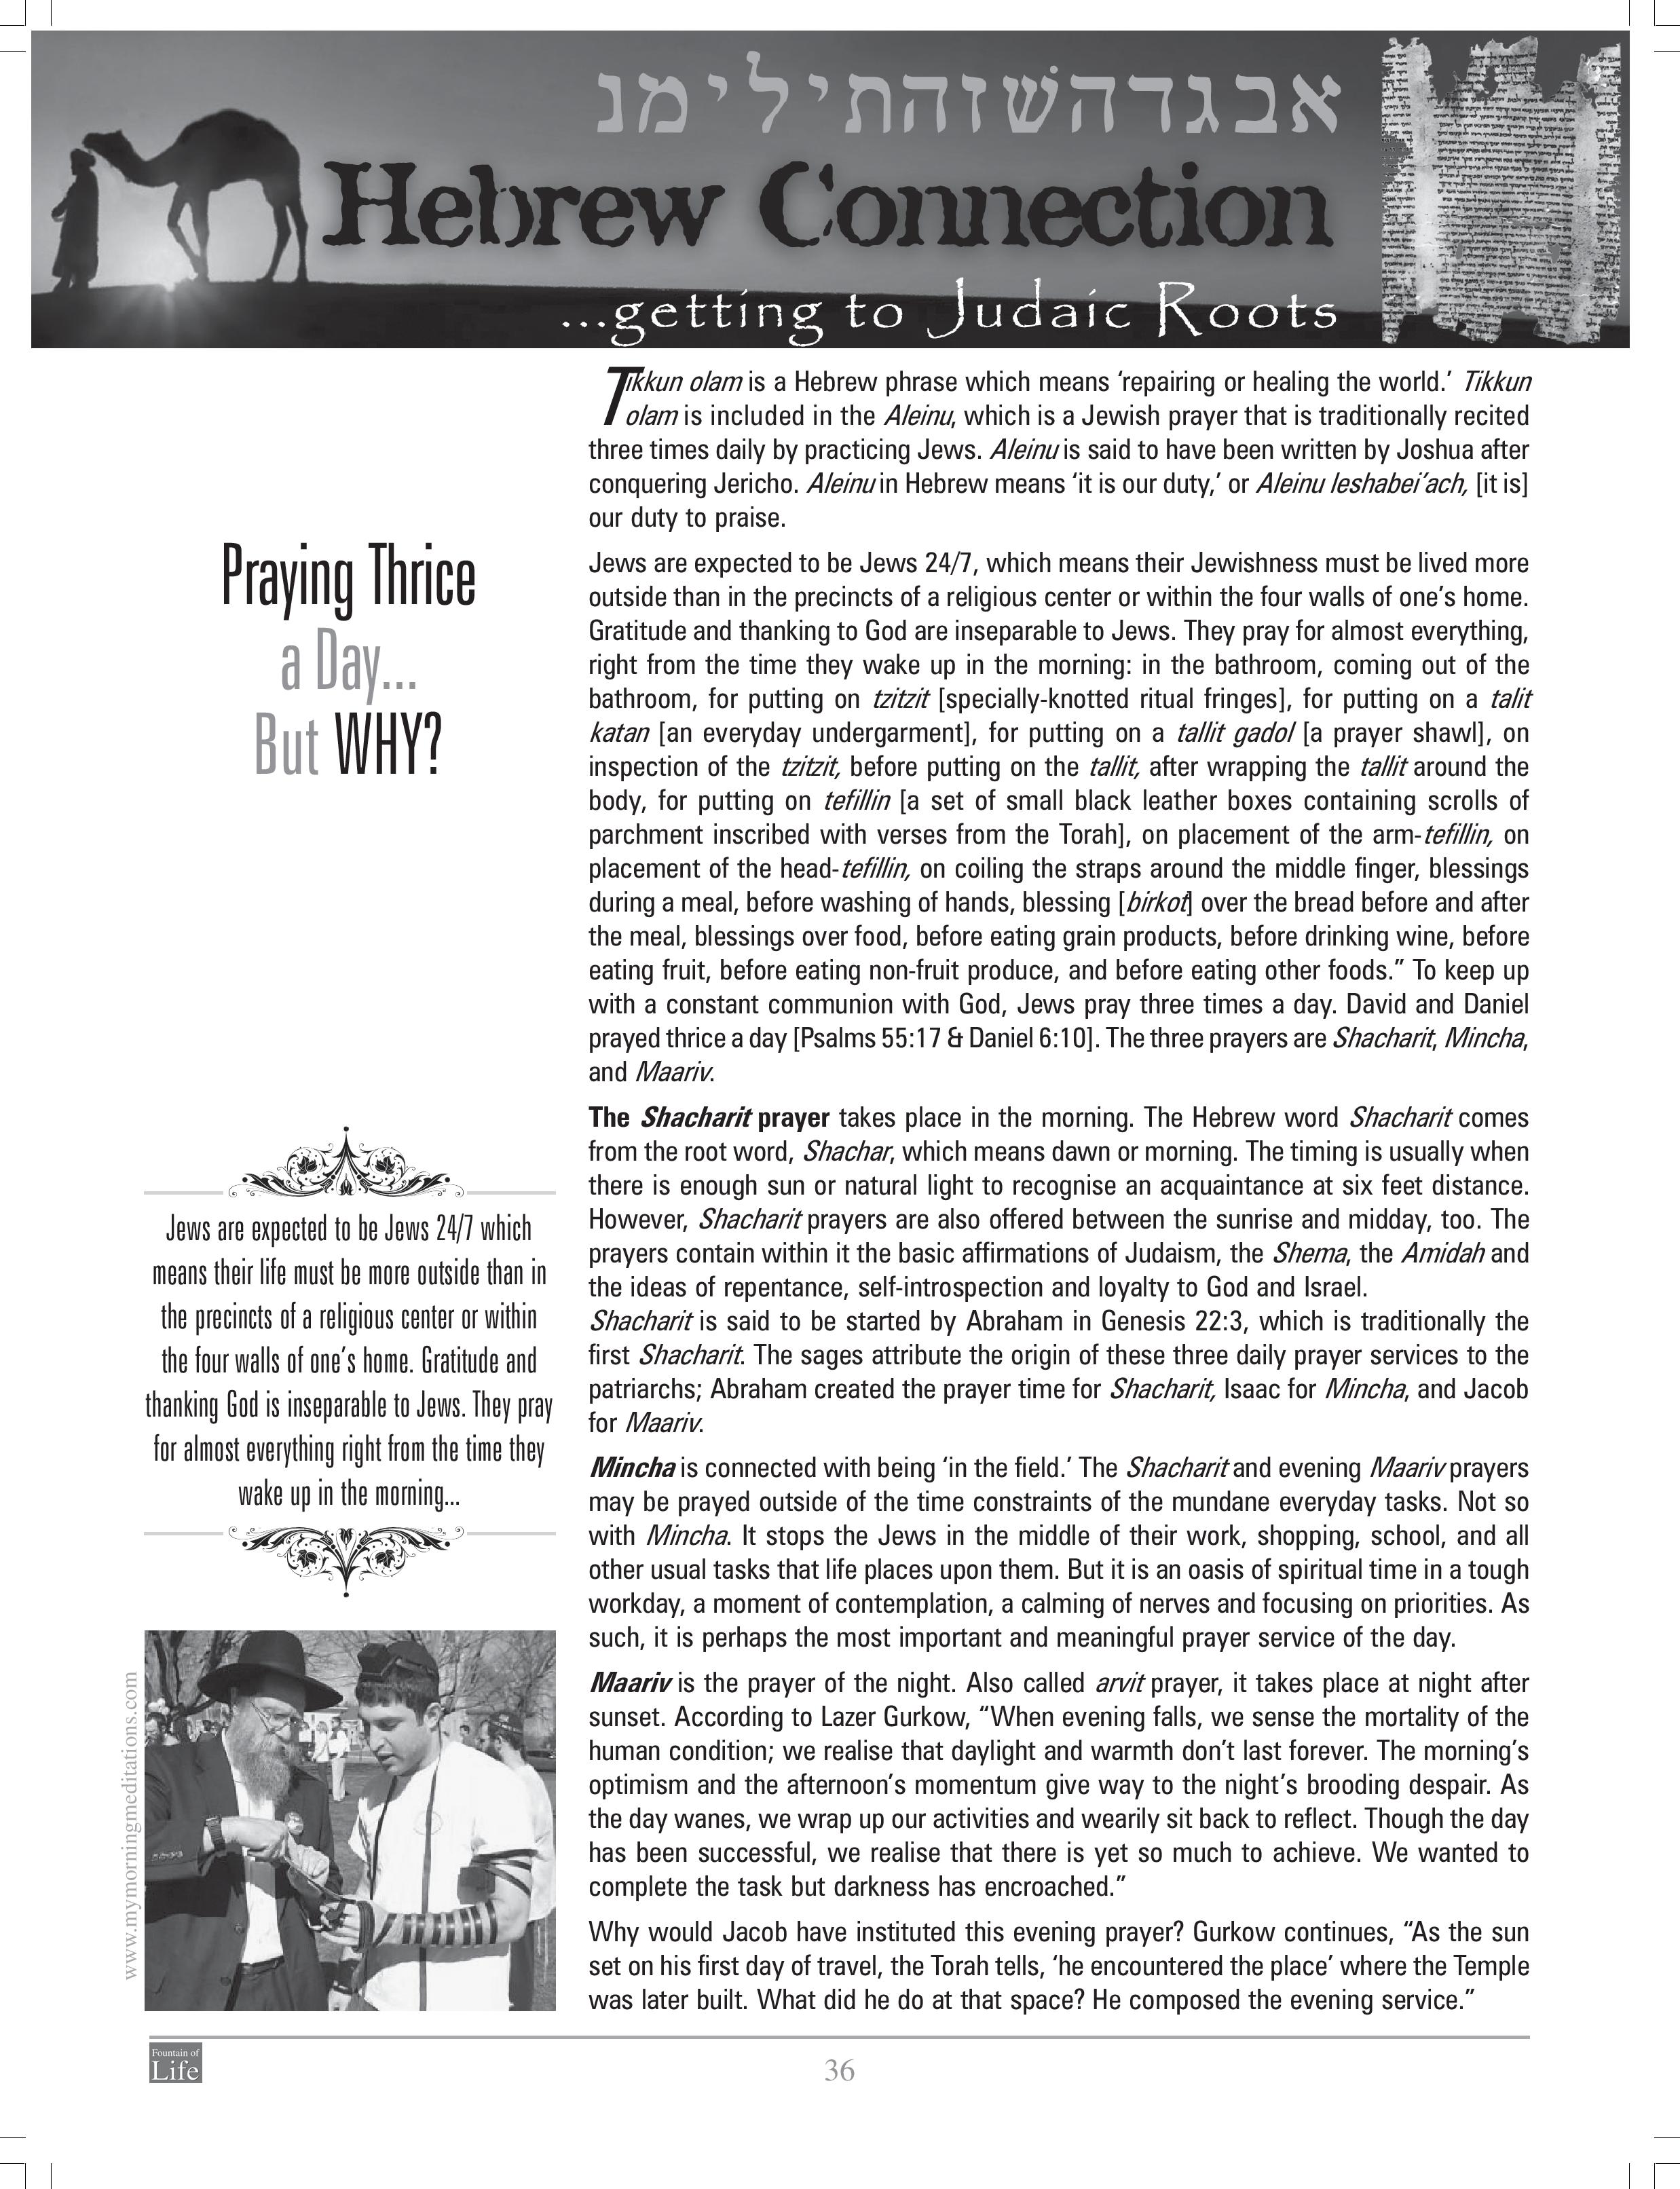 אבגדהשׁזהתילימנ
Hebrew Connection
...getting to Judaic Roots
Praying Thrice
a Day...
But WHY?
Jews are expected to be Jews 24/7 which
means their life must be more outside than in
the precincts of a religious center or within
the four walls of one's home. Gratitude and
thanking God is inseparable to Jews. They pray
for almost everything right from the time they
wake up in the morning...
www.mymorningmeditations.com
Tikkun olam is a Hebrew phrase which means ‘repairing or healing the world.’ Tikkun
olam is included in the Aleinu, which is a Jewish prayer that is traditionally recited
three times daily by practicing Jews. Aleinu is said to have been written by Joshua after
conquering Jericho. Aleinu in Hebrew means ‘it is our duty,’ or Aleinu leshabei’ach, [it is]
our duty to praise.
Jews are expected to be Jews 24/7, which means their Jewishness must be lived more
outside than in the precincts of a religious center or within the four walls of one’s home.
Gratitude and thanking to God are inseparable to Jews. They pray for almost everything,
right from the time they wake up in the morning: in the bathroom, coming out of the
bathroom, for putting on tzitzit [specially-knotted ritual fringes], for putting on a talit
katan [an everyday undergarment], for putting on a tallit gadol [a prayer shawl], on
inspection of the tzitzit, before putting on the tallit, after wrapping the tallit around the
body, for putting on tefillin [a set of small black leather boxes containing scrolls of
parchment inscribed with verses from the Torah], on placement of the arm-tefillin, on
placement of the head-tefillin, on coiling the straps around the middle finger, blessings
during a meal, before washing of hands, blessing [birkot] over the bread before and after
the meal, blessings over food, before eating grain products, before drinking wine, before
eating fruit, before eating non-fruit produce, and before eating other foods.” To keep up
with a constant communion with God, Jews pray three times a day. David and Daniel
prayed thrice a day [Psalms 55:17 & Daniel 6:10]. The three prayers are Shacharit, Mincha,
and Maariv.
The Shacharit prayer takes place in the morning. The Hebrew word Shacharit comes
from the root word, Shachar, which means dawn or morning. The timing is usually when
there is enough sun or natural light to recognise an acquaintance at six feet distance.
However, Shacharit prayers are also offered between the sunrise and midday, too. The
prayers contain within it the basic affirmations of Judaism, the Shema, the Amidah and
the ideas of repentance, self-introspection and loyalty to God and Israel.
Shacharit is said to be started by Abraham in Genesis 22:3, which is traditionally the
first Shacharit. The sages attribute the origin of these three daily prayer services to the
patriarchs; Abraham created the prayer time for Shacharit, Isaac for Mincha, and Jacob
for Maariv.
Mincha is connected with being ‘in the field.’ The Shacharit and evening Maariv prayers
may be prayed outside of the time constraints of the mundane everyday tasks. Not so
with Mincha. It stops the Jews in the middle of their work, shopping, school, and all
other usual tasks that life places upon them. But it is an oasis of spiritual time in a tough
workday, a moment of contemplation, a calming of nerves and focusing on priorities. As
such, it is perhaps the most important and meaningful prayer service of the day.
Maariv is the prayer of the night. Also called arvit prayer, it takes place at night after
sunset. According to Lazer Gurkow, “When evening falls, we sense the mortality of the
human condition; we realise that daylight and warmth don’t last forever. The morning’s
optimism and the afternoon’s momentum give way to the night’s brooding despair. As
the day wanes, we wrap up our activities and wearily sit back to reflect. Though the day
has been successful, we realise that there is yet so much to achieve. We wanted to
complete the task but darkness has encroached.”
Why would Jacob have instituted this evening prayer? Gurkow continues, “As the sun
set on his first day of travel, the Torah tells, ‘he encountered the place’ where the Temple
was later built. What did he do at that space? He composed the evening service.”
Fountain of
Life
36